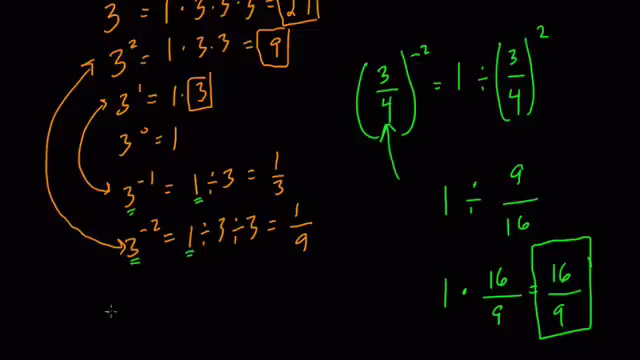 3 = 1 · 3 · 3 · 3 = 27
3² = 1 · 3 · 3 = 9
3¹ = 1 · 3
3⁰ = 1
3⁻¹ = 1 ÷ 3 = 1/3
3⁻² = 1 ÷ 3 ÷ 3 = 1/9
(3/4)⁻² = 1 ÷ (3/4)²
1 ÷ 9/16
1 · 16/9 = 16/9